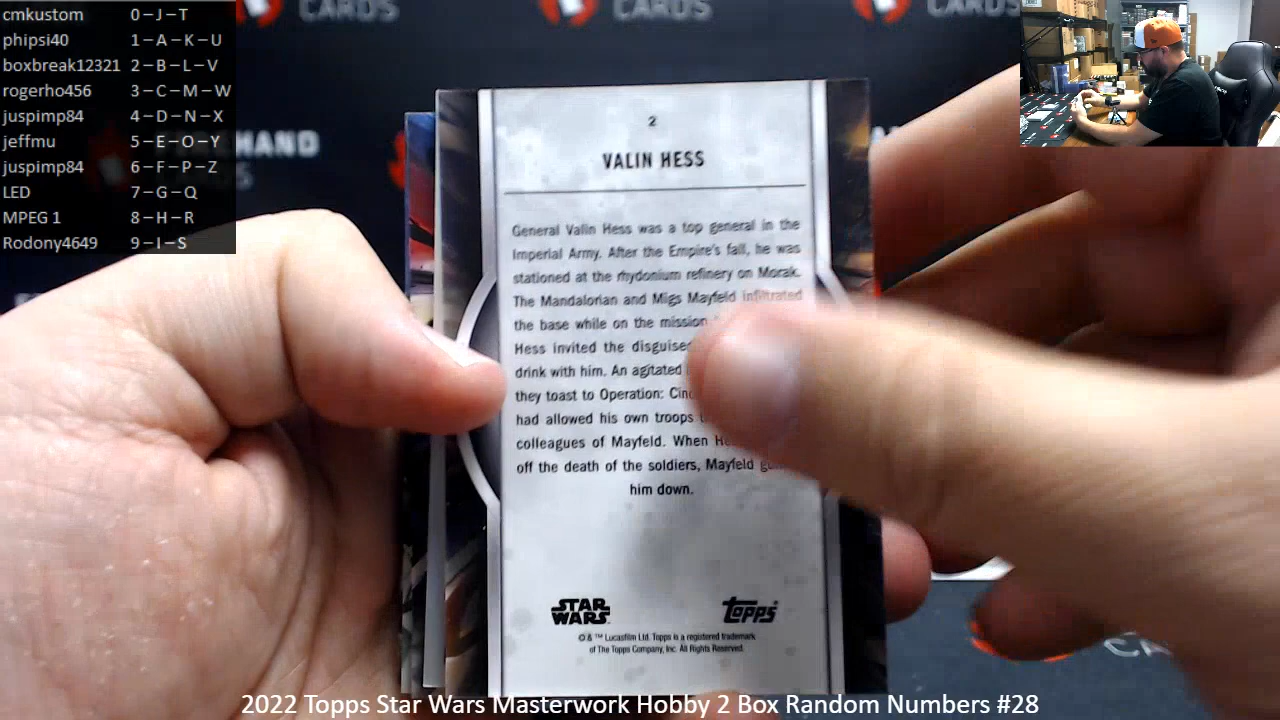 cmkustom 0-J-T
phipsi40 1-A-K-U
boxbreak12321 2-B-L-V
rogerho456 3-C-M-W
juspimp84 4-D-N-X
jeffmu 5-E-O-Y
juspimp84 6-F-P-Z
LED 7-G-Q
MPEG 1 8-H-R
Rodony4649 9-I-S
CARDS
CARDS
CARDS
HAND
2
VALIN HESS
General Valin Hess was a top general in the
Imperial Army. After the Empire's fall, he was
stationed at the rhydonium refinery on Morak.
The Mandalorian and Migs Mayfeld infiltrated
the base while on the mission
Hess invited the
drink with him. An agitated
they toast to Operation:
had allowed his own troops
colleagues of Mayfeld. When
off the death of the soldiers, Mayfeld
him down.
STAR WARS
TOPPS
© & ™ Lucasfilm Ltd. Topps is a registered trademark
of The Topps Company, Inc. All Rights Reserved.
2022 Topps Star Wars Masterwork Hobby 2 Box Random Numbers #28